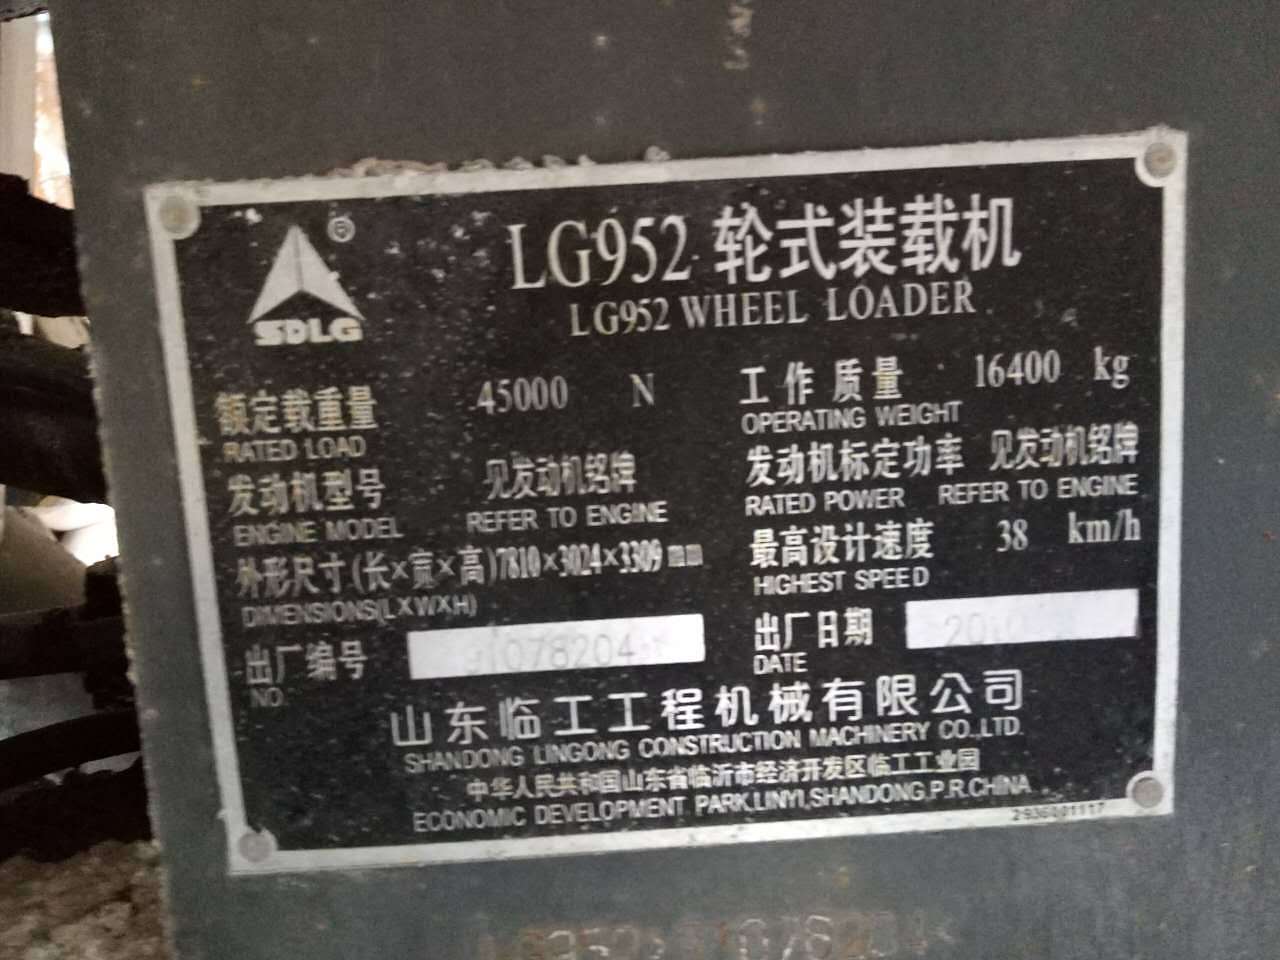 ®
SDLG
LG952 轮式装载机
LG952 WHEEL LOADER
额定载重量 45000 N
RATED LOAD
工作质量 16400 kg
OPERATING WEIGHT
发动机型号 见发动机铭牌
ENGINE MODEL REFER TO ENGINE
发动机标定功率 见发动机铭牌
RATED POWER REFER TO ENGINE
外形尺寸(长×宽×高)7810×3024×3309 mm
DIMENSIONS(L×W×H)
最高设计速度 38 km/h
HIGHEST SPEED
出厂编号 1078204
NO.
出厂日期 20
DATE
山东临工工程机械有限公司
SHANDONG LINGONG CONSTRUCTION MACHINERY CO.,LTD.
中华人民共和国山东省临沂市经济开发区临工工业园
ECONOMIC DEVELOPMENT PARK,LINYI,SHANDONG,P.R.CHINA
2936001117